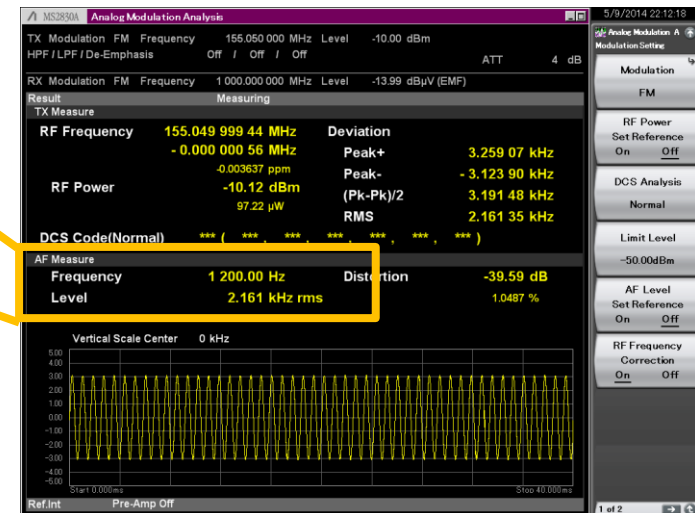 MS2830A Analog Modulation Analysis
5/9/2014 22:12:18
TX Modulation FM Frequency 155.050 000 MHz Level -10.00 dBm
HPF / LPF / De-Emphasis Off / Off / Off ATT 4 dB
RX Modulation FM Frequency 1 000.000 000 MHz Level -13.99 dBµV (EMF)
Result Measuring
TX Measure
RF Frequency 155.049 999 44 MHz Deviation
- 0.000 000 56 MHz Peak+ 3.259 07 kHz
-0.003637 ppm Peak- - 3.123 90 kHz
RF Power -10.12 dBm (Pk-Pk)/2 3.191 48 kHz
97.22 µW RMS 2.161 35 kHz
DCS Code(Normal) *** ( *** , *** , *** , *** , *** )
AF Measure
Frequency 1 200.00 Hz Distortion -39.59 dB
Level 2.161 kHz rms 1.0487 %
Vertical Scale Center 0 kHz
5.00
4.00
3.00
2.00
1.00
0.00
-1.00
-2.00
-3.00
-4.00
-5.00
Start 0.000ms Stop 40.000ms
Ref.Int Pre-Amp Off
Analog Modulation A
Modulation Setting
Modulation
FM
RF Power
Set Reference
On Off
DCS Analysis
Normal
Limit Level
-50.00dBm
AF Level
Set Reference
On Off
RF Frequency
Correction
On Off
1 of 2